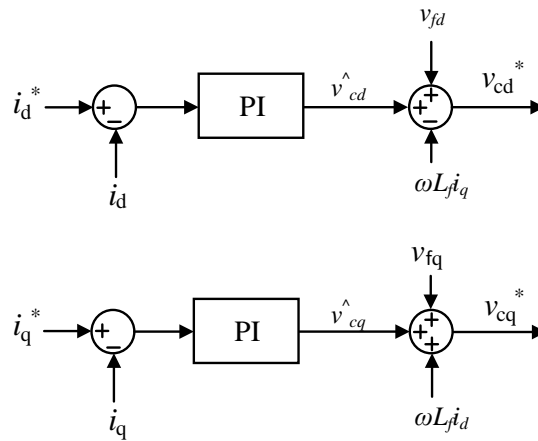 v_fd
i_d* + − PI v^_cd + + − v_cd*
i_d
ωL_f i_q
v_fq
i_q* + − PI v^_cq + + + v_cq*
i_q
ωL_f i_d